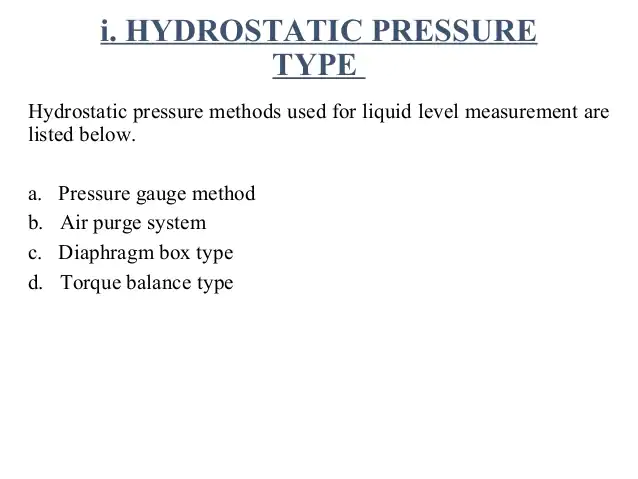 i. HYDROSTATIC PRESSURE
TYPE
Hydrostatic pressure methods used for liquid level measurement are
listed below.
a. Pressure gauge method
b. Air purge system
c. Diaphragm box type
d. Torque balance type